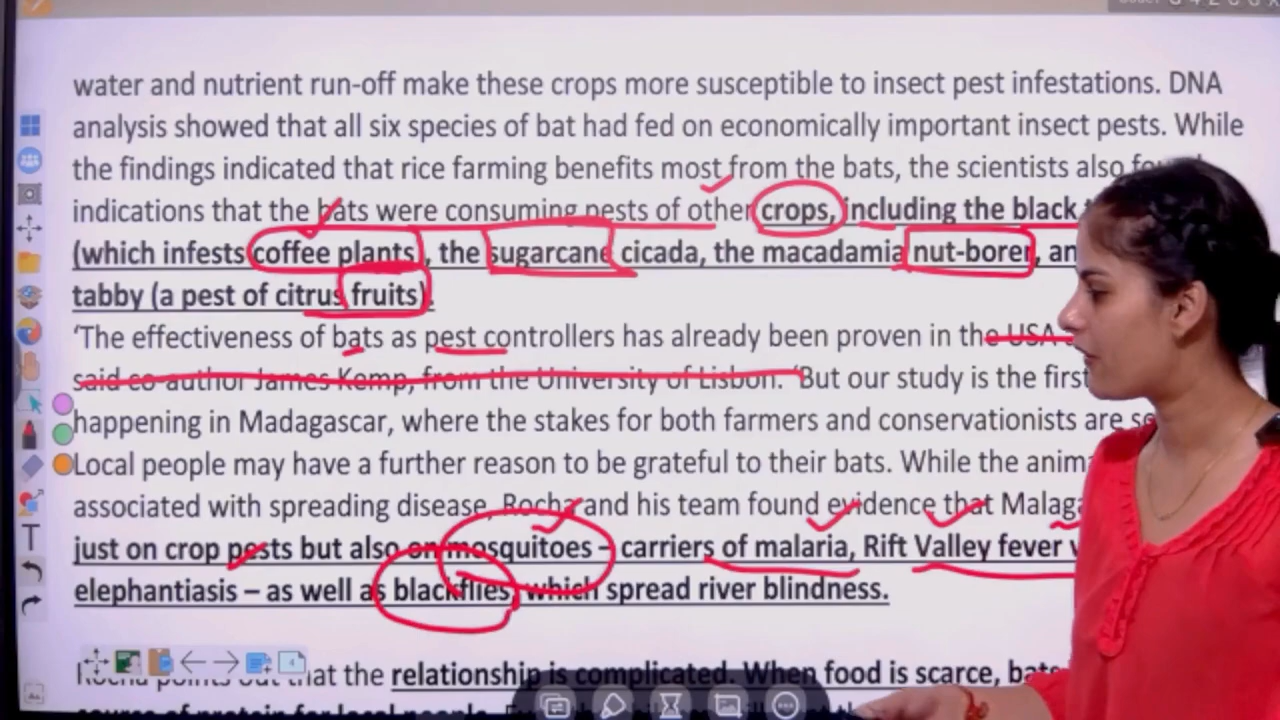 water and nutrient run-off make these crops more susceptible to insect pest infestations. DNA
analysis showed that all six species of bat had fed on economically important insect pests. While
the findings indicated that rice farming benefits most from the bats, the scientists also found
indications that the bats were consuming pests of other crops, including the black
(which infests coffee plants), the sugarcane cicada, the macadamia nut-borer,
tabby (a pest of citrus fruits).
‘The effectiveness of bats as pest controllers has already been proven in the USA
said co-author James Kemp, from the University of Lisbon. ‘But our study is the first
happening in Madagascar, where the stakes for both farmers and conservationists are
Local people may have a further reason to be grateful to their bats. While the
associated with spreading disease, Rocha and his team found evidence that
just on crop pests but also on mosquitoes – carriers of malaria, Rift Valley fever
elephantiasis – as well as blackflies, which spread river blindness.
that the relationship is complicated. When food is scarce,
source of protein for local people.
T